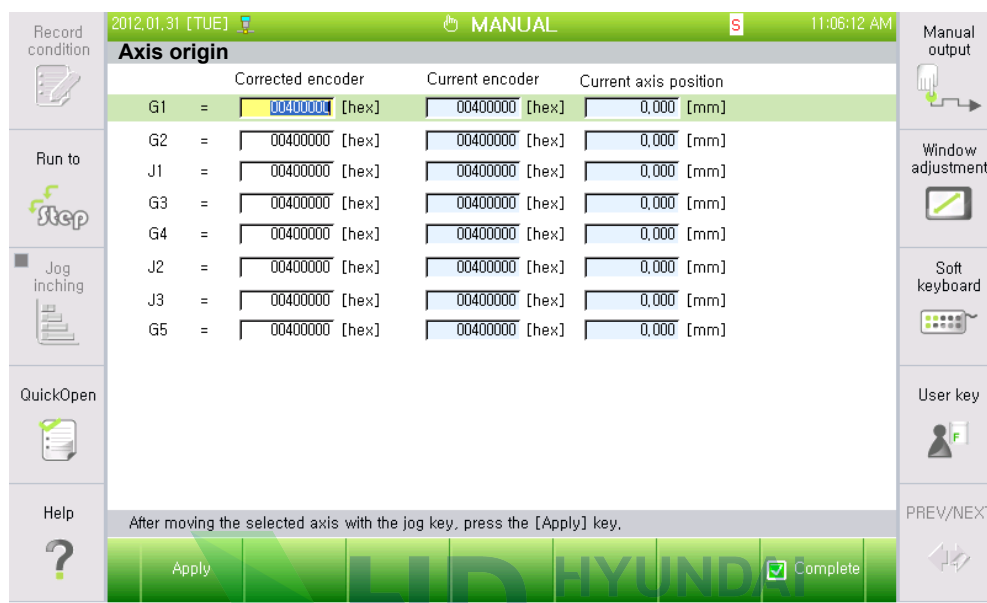 2012,01,31 [TUE] MANUAL S 11:06:12 AM
Axis origin
Corrected encoder Current encoder Current axis position
G1 = 00400000 [hex] 00400000 [hex] 0,000 [mm]
G2 = 00400000 [hex] 00400000 [hex] 0,000 [mm]
J1 = 00400000 [hex] 00400000 [hex] 0,000 [mm]
G3 = 00400000 [hex] 00400000 [hex] 0,000 [mm]
G4 = 00400000 [hex] 00400000 [hex] 0,000 [mm]
J2 = 00400000 [hex] 00400000 [hex] 0,000 [mm]
J3 = 00400000 [hex] 00400000 [hex] 0,000 [mm]
G5 = 00400000 [hex] 00400000 [hex] 0,000 [mm]
After moving the selected axis with the jog key, press the [Apply] key,
Apply Complete
HD HYUNDAI
Record
condition
Run to
Step
Jog
inching
QuickOpen
Help
?
Manual
output
Window
adjustment
Soft
keyboard
User key
F
PREV/NEXT